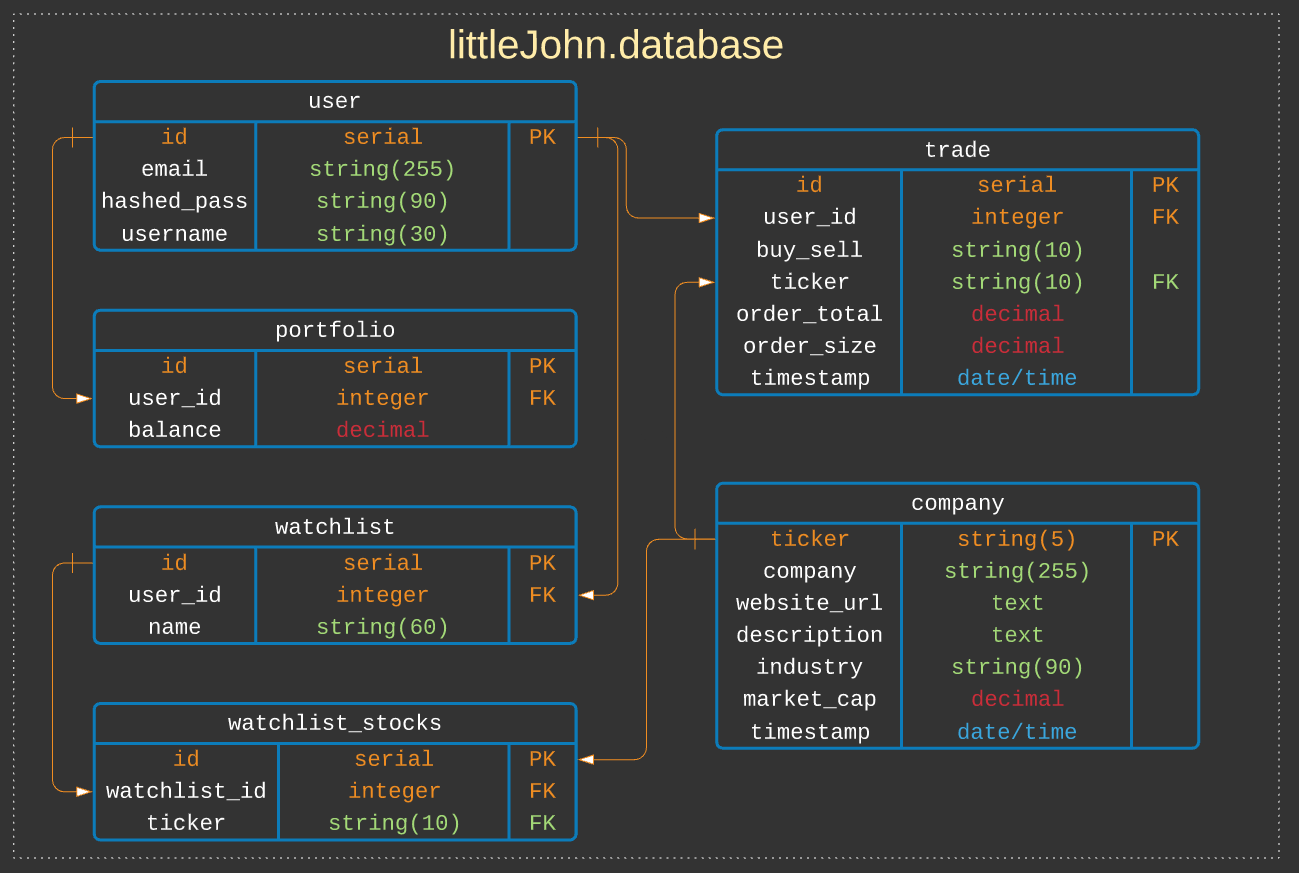 littleJohn.database
user
id serial PK
email string(255)
hashed_pass string(90)
username string(30)
portfolio
id serial PK
user_id integer FK
balance decimal
watchlist
id serial PK
user_id integer FK
name string(60)
watchlist_stocks
id serial PK
watchlist_id integer FK
ticker string(10) FK
trade
id serial PK
user_id integer FK
buy_sell string(10)
ticker string(10) FK
order_total decimal
order_size decimal
timestamp date/time
company
ticker string(5) PK
company string(255)
website_url text
description text
industry string(90)
market_cap decimal
timestamp date/time